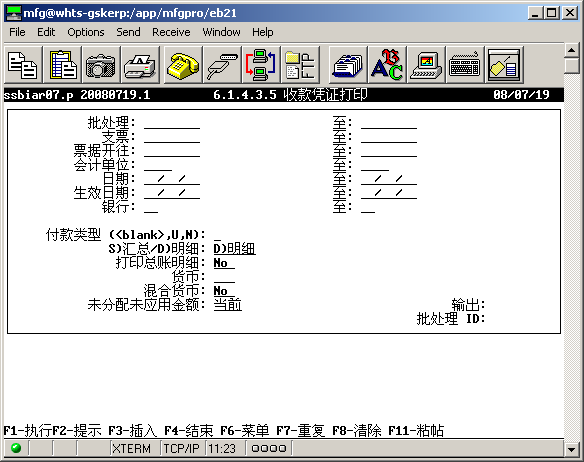 mfg@whts-gskerp:/app/mfgpro/eb21
File Edit Options Send Receive Window Help
ssbiar07.p 20080719.1 6.1.4.3.5 收款凭证打印 08/07/19
批处理: 至:
支票: 至:
票据开往: 至:
会计单位: 至:
日期: / / 至: / /
生效日期: / / 至: / /
银行: 至:
付款类型 (<blank>,U,N):
S)汇总/D)明细: D)明细
打印总账明细: No
货币:
混合货币: No
未分配未应用金额: 当前 输出:
批处理 ID:
F1-执行F2-提示 F3-插入 F4-结束 F6-菜单 F7-重复 F8-清除 F11-粘帖
XTERM TCP/IP 11:23